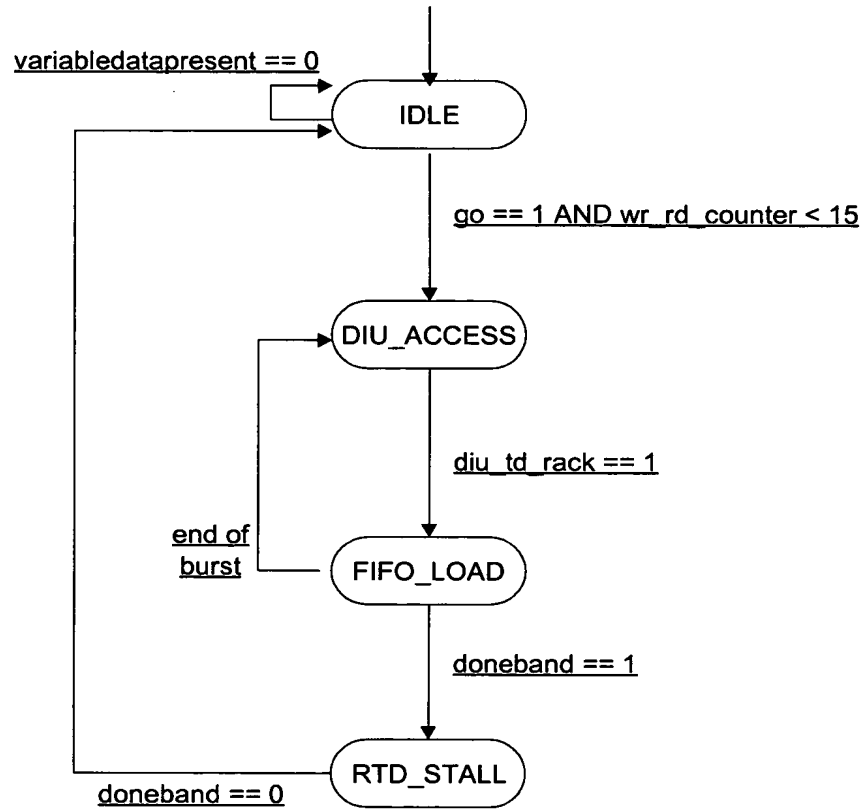 variabledatapresent == 0
IDLE
go == 1 AND wr_rd_counter < 15
DIU_ACCESS
diu_td_rack == 1
end of
burst
FIFO_LOAD
doneband == 1
RTD_STALL
doneband == 0